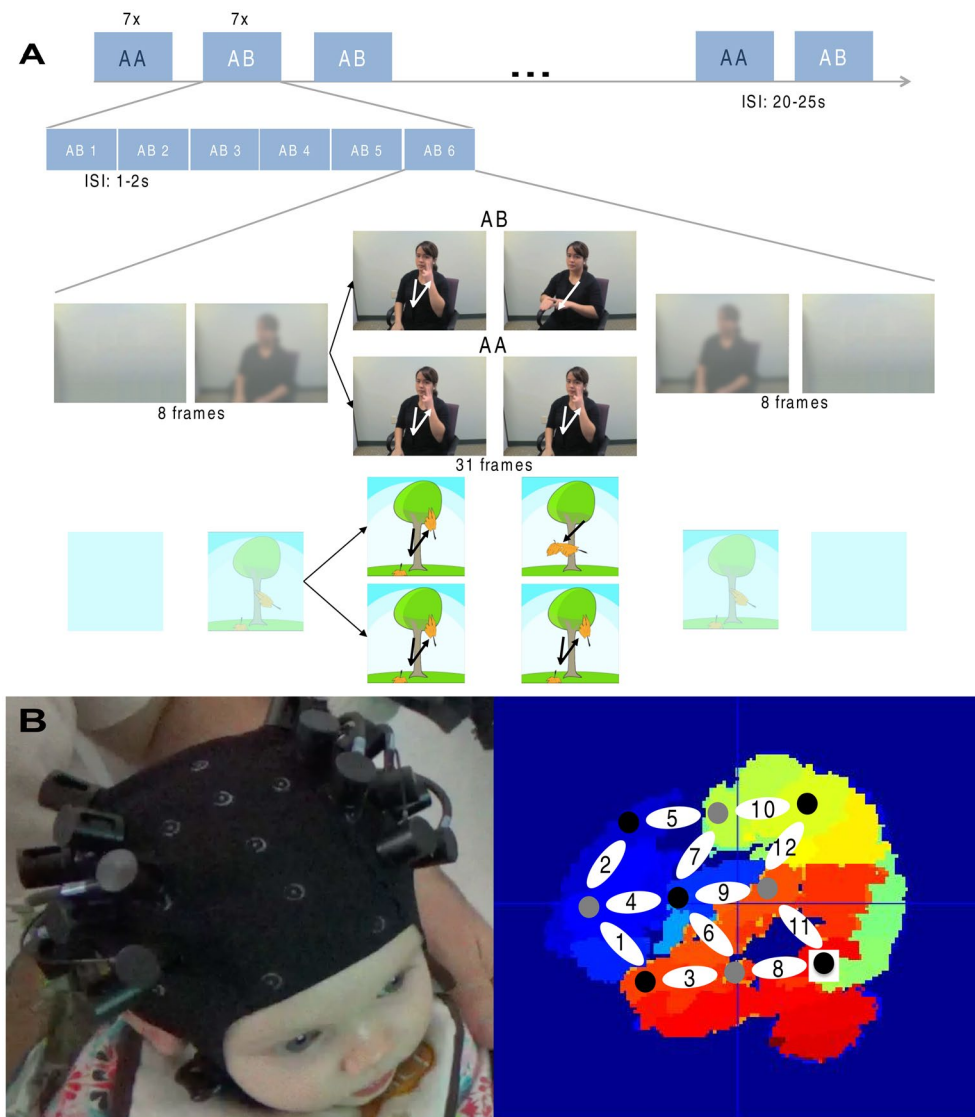 A
7x 7x
AA AB AB ... AA AB
ISI: 20-25s
AB 1 AB 2 AB 3 AB 4 AB 5 AB 6
ISI: 1-2s
AB
AA
8 frames 8 frames
31 frames
B
5 10
2 7 12
4 9
1 6 11
3 8